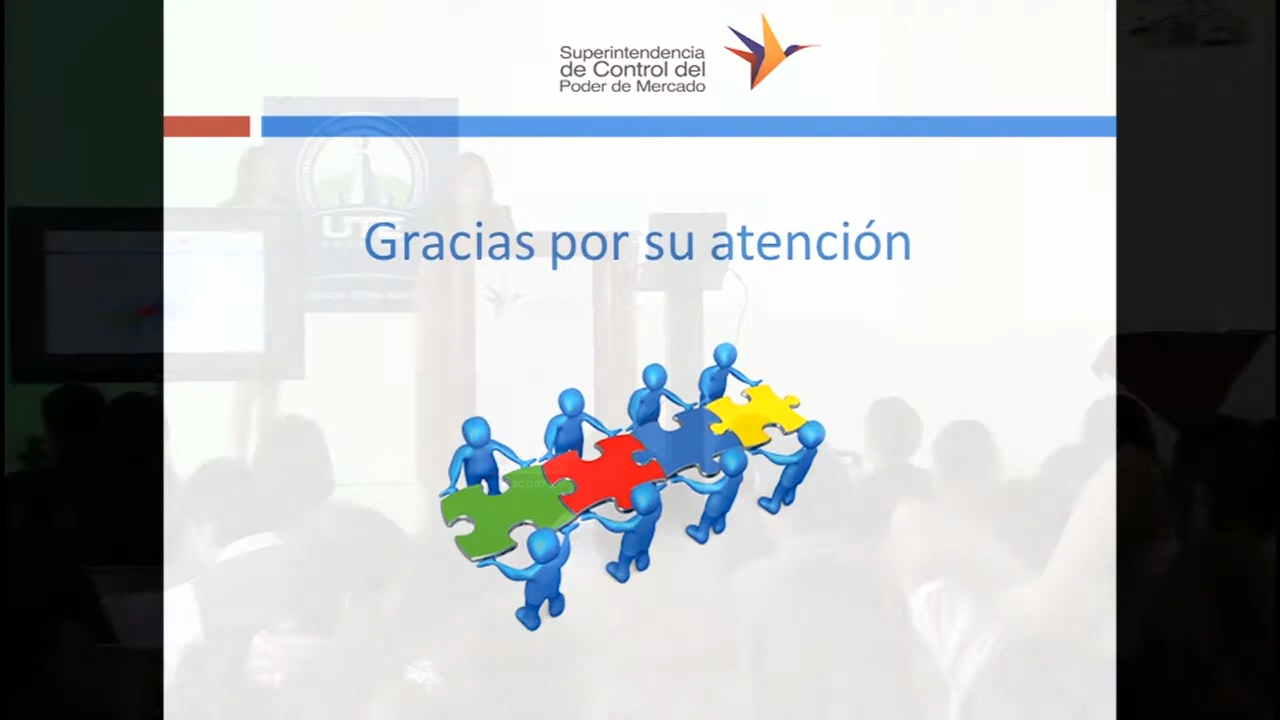 Superintendencia
de Control del
Poder de Mercado
Gracias por su atención